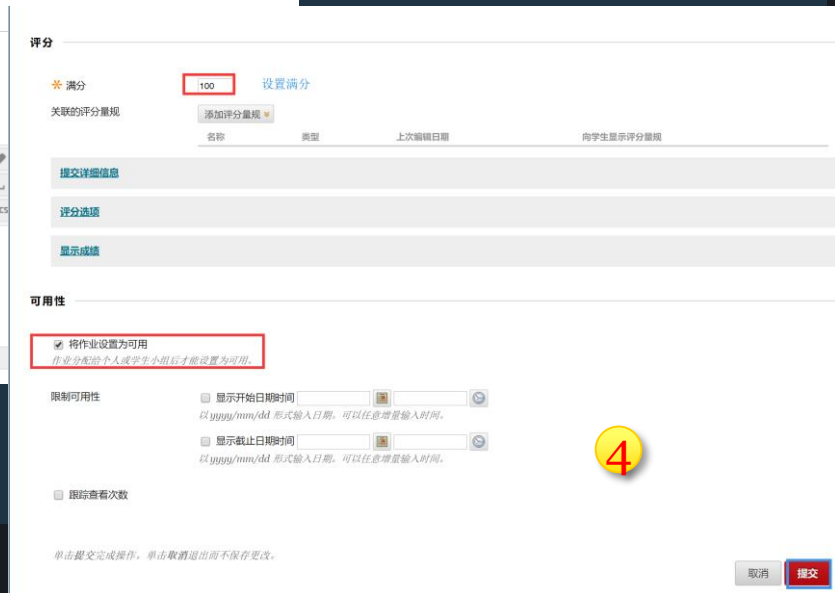 评分
满分 100 设置满分
关联的评分量规 添加评分量规
名称 类型 上次编辑日期 向学生显示评分量规
提交详细信息
评分选项
显示成绩
可用性
将作业设置为可用
作业分配给个人或学生小组后才能设置为可用。
限制可用性 显示开始日期时间
以 yyyy/mm/dd 形式输入日期。可以任意增量输入时间。
显示截止日期时间
以 yyyy/mm/dd 形式输入日期。可以任意增量输入时间。
4
跟踪查看次数
单击提交完成操作。单击取消退出而不保存更改。
取消 提交